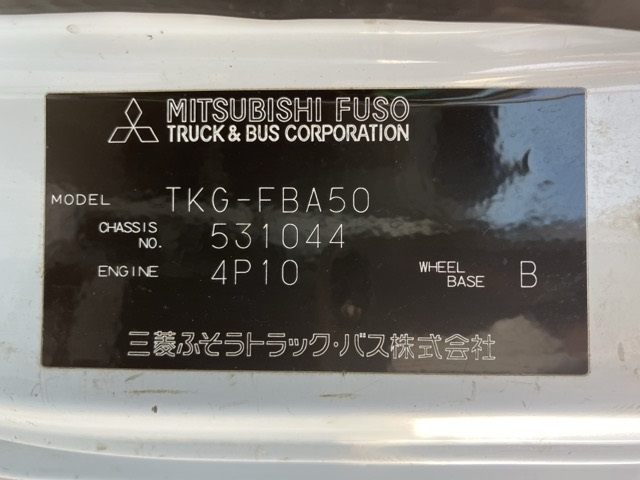 MITSUBISHI FUSO
TRUCK & BUS CORPORATION
MODEL TKG-FBA50
CHASSIS NO. 531044
ENGINE 4P10 WHEEL BASE B
三菱ふそうトラック・バス株式会社